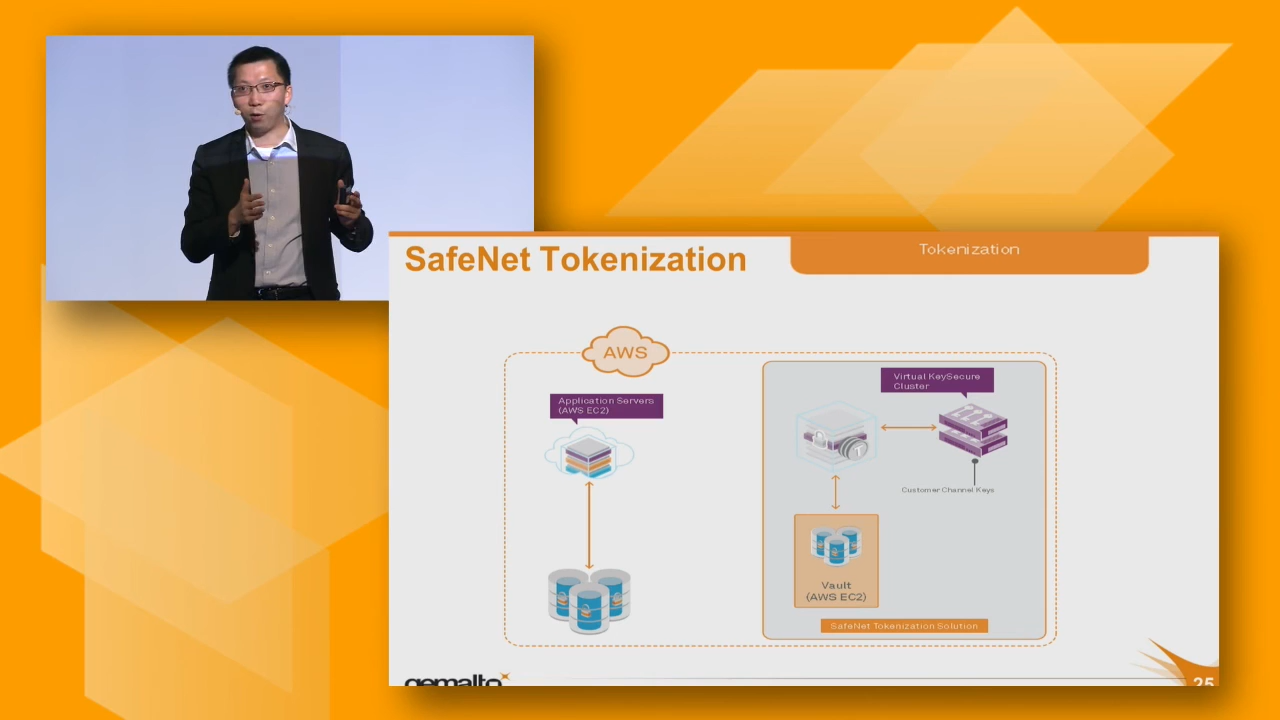 SafeNet Tokenization
Tokenization
AWS
Virtual KeySecure
Cluster
Application Servers
(AWS EC2)
T
Customer Channel Keys
Vault
(AWS EC2)
SafeNet Tokenization Solution
gemalto
25